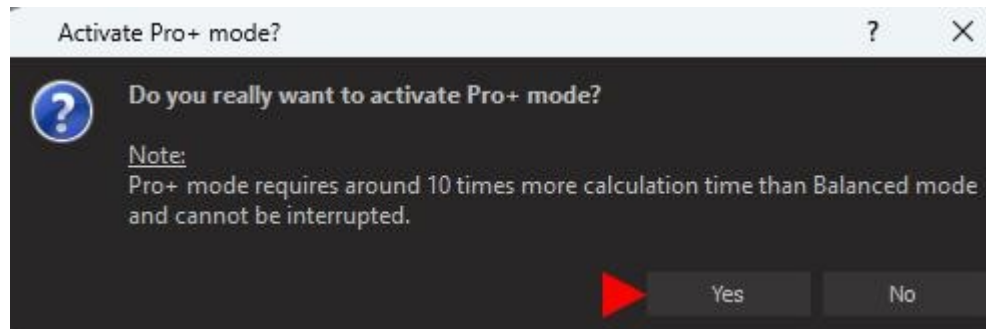 Activate Pro+ mode?
?
Do you really want to activate Pro+ mode?
Note:
Pro+ mode requires around 10 times more calculation time than Balanced mode
and cannot be interrupted.
Yes
No